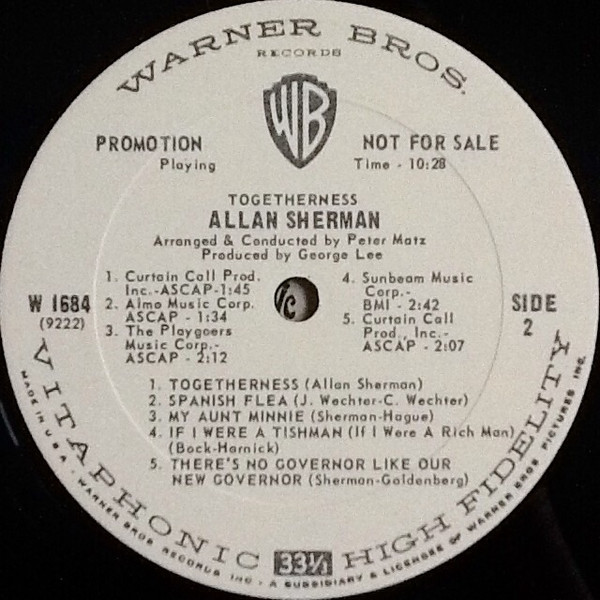 WARNER BROS.
RECORDS
WB
PROMOTION NOT FOR SALE
Playing Time - 10:28
TOGETHERNESS
ALLAN SHERMAN
Arranged & Conducted by Peter Matz
Produced by George Lee
1. Curtain Call Prod.
Inc.-ASCAP-1:45
2. Almo Music Corp.
ASCAP - 1:34
3. The Playgoers
Music Corp.-
ASCAP - 2:12
4. Sunbeam Music
Corp.-
BMI - 2:42
5. Curtain Call
Prod., Inc.-
ASCAP - 2:07
W 1684
(9222)
SIDE
2
1. TOGETHERNESS (Allan Sherman)
2. SPANISH FLEA (J. Wechter-C. Wechter)
3. MY AUNT MINNIE (Sherman-Hague)
4. IF I WERE A TISHMAN (If I Were A Rich Man)
(Bock-Harnick)
5. THERE'S NO GOVERNOR LIKE OUR
NEW GOVERNOR (Sherman-Goldenberg)
VITAPHONIC 33⅓ HIGH FIDELITY
MADE IN U.S.A. · WARNER BROS RECORDS INC · A SUBSIDIARY & LICENSEE OF WARNER BROS PICTURES INC.